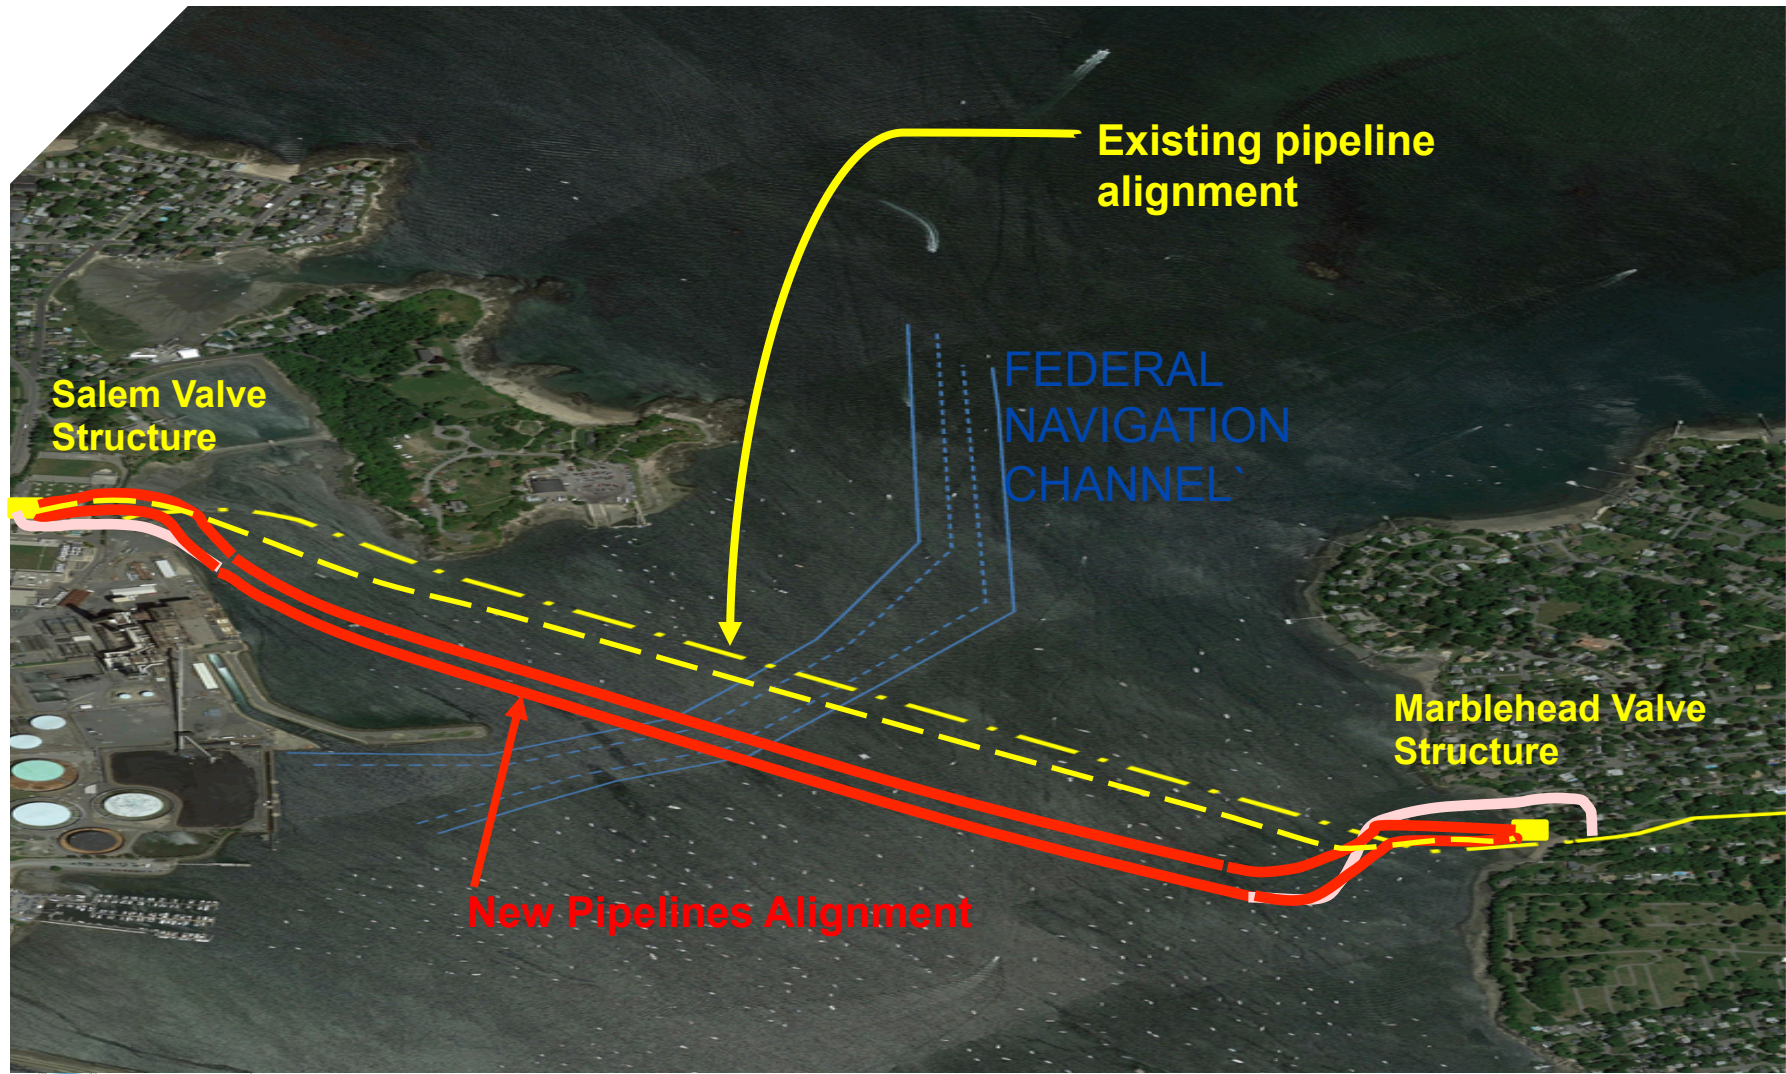 Existing pipeline
alignment
FEDERAL
NAVIGATION
CHANNEL`
Salem Valve
Structure
Marblehead Valve
Structure
New Pipelines Alignment